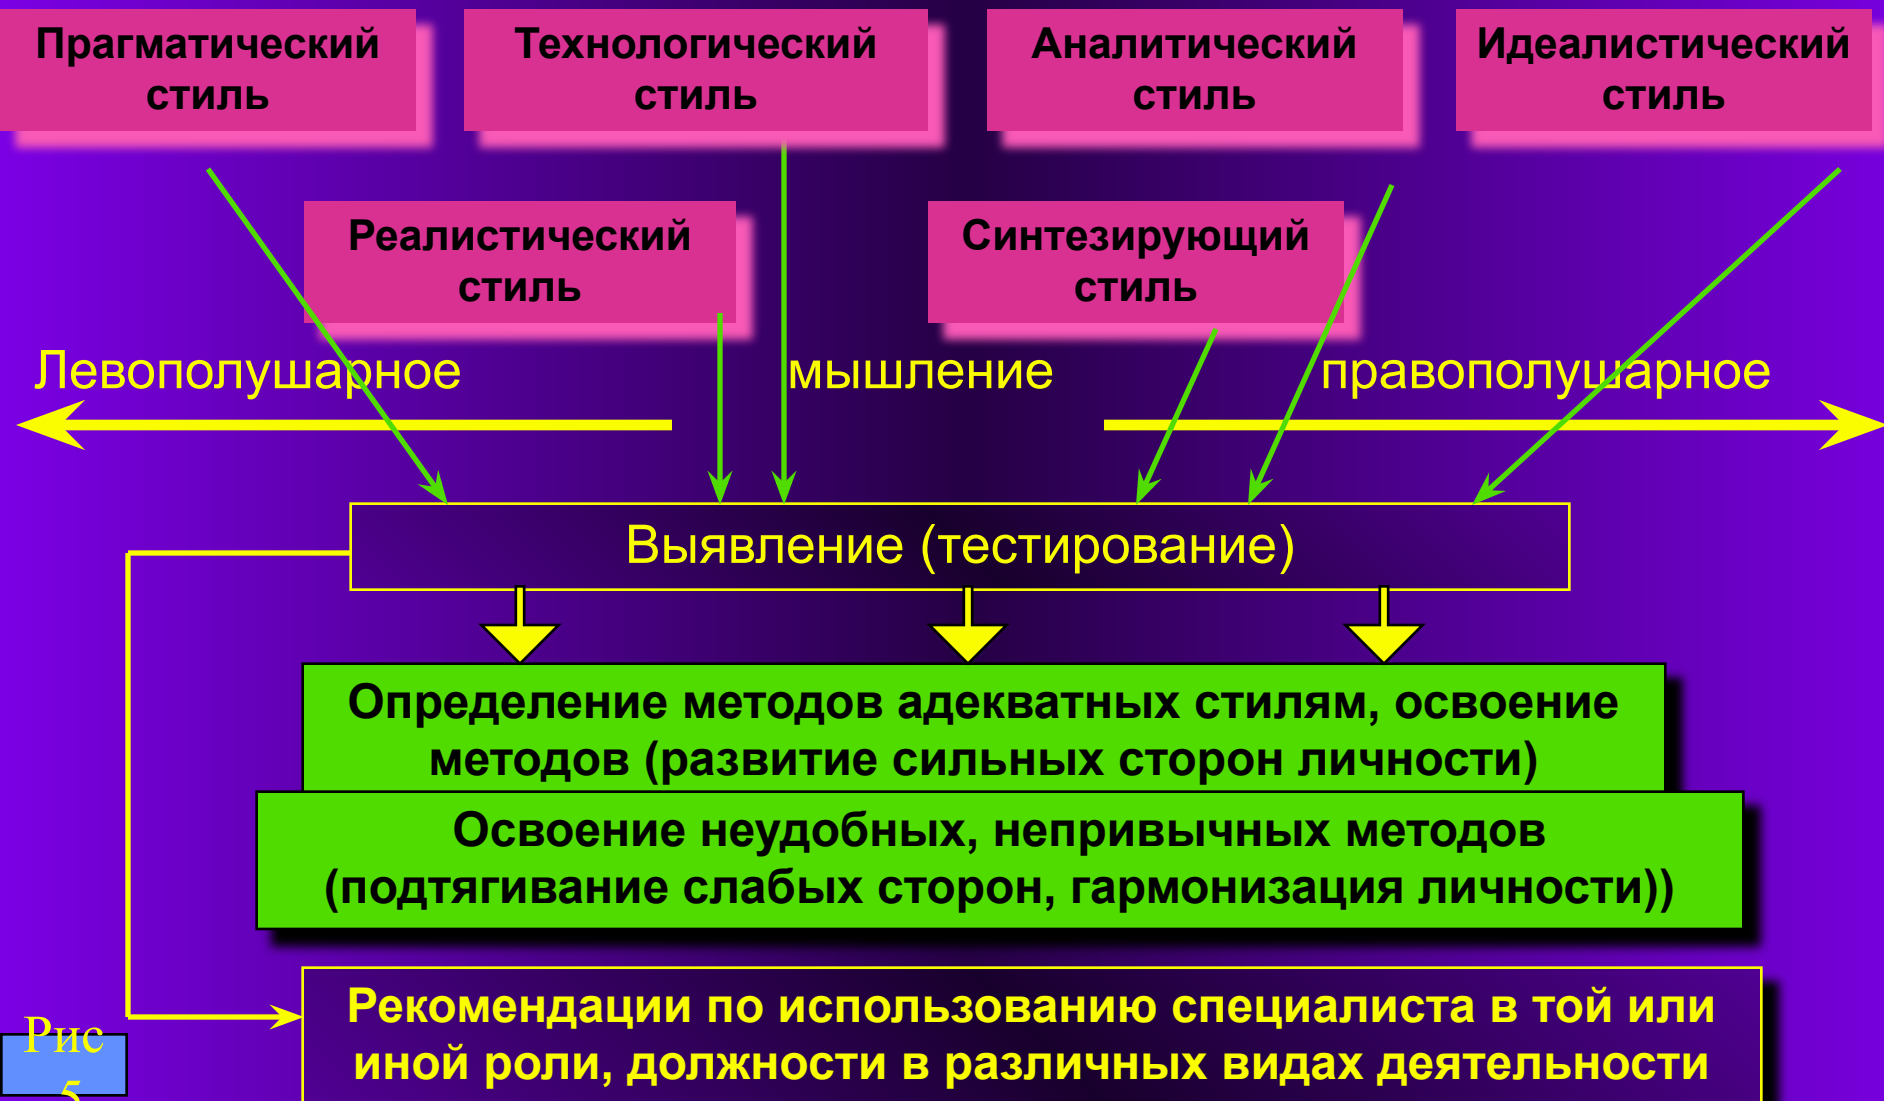 Прагматический
стиль
Технологический
стиль
Аналитический
стиль
Идеалистический
стиль
Реалистический
стиль
Синтезирующий
стиль
Левополушарное мышление правополушарное
Выявление (тестирование)
Определение методов адекватных стилям, освоение
методов (развитие сильных сторон личности)
Освоение неудобных, непривычных методов
(подтягивание слабых сторон, гармонизация личности))
Рекомендации по использованию специалиста в той или
иной роли, должности в различных видах деятельности
Рис
5